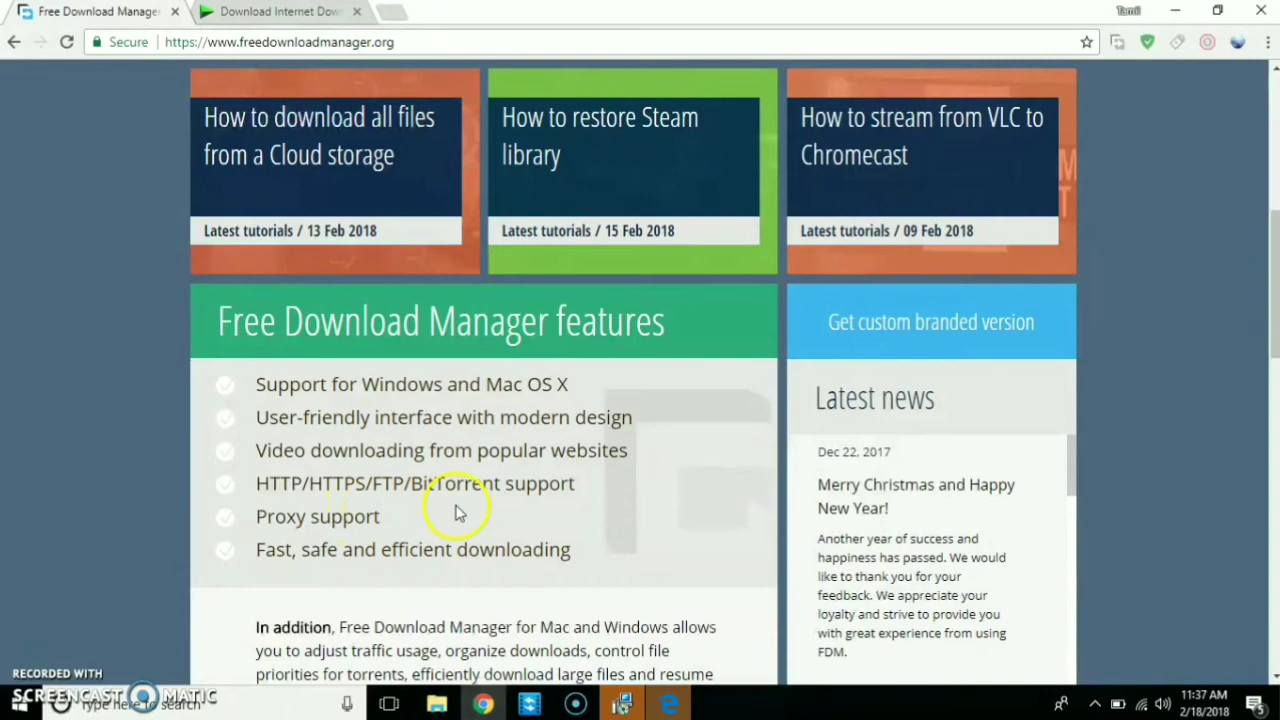 Free Download Manager
Download Internet Dow
Tamil
Secure
https://www.freedownloadmanager.org
How to download all files
from a Cloud storage
Latest tutorials / 13 Feb 2018
How to restore Steam
library
Latest tutorials / 15 Feb 2018
How to stream from VLC to
Chromecast
Latest tutorials / 09 Feb 2018
Free Download Manager features
Support for Windows and Mac OS X
User-friendly interface with modern design
Video downloading from popular websites
HTTP/HTTPS/FTP/BitTorrent support
Proxy support
Fast, safe and efficient downloading
In addition, Free Download Manager for Mac and Windows allows
you to adjust traffic usage, organize downloads, control file
priorities for torrents, efficiently download large files and resume
Get custom branded version
Latest news
Dec 22, 2017
Merry Christmas and Happy
New Year!
Another year of success and
happiness has passed. We would
like to thank you for your
feedback. We appreciate your
loyalty and strive to provide you
with great experience from using
FDM.
RECORDED WITH
SCREENCAST MATIC
Type here to search
11:37 AM
2/18/2018
5